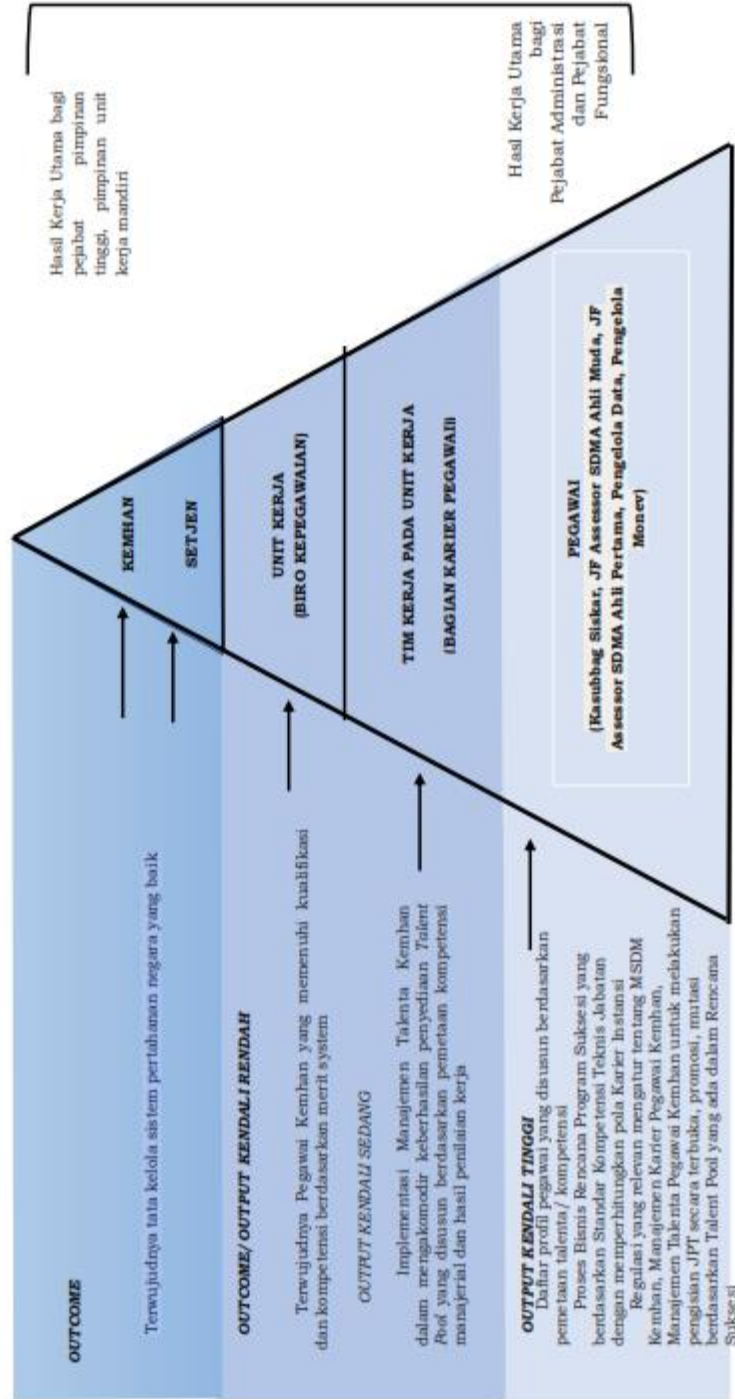 OUTCOME
Terwujudnya tata kelola sistem pertahanan negara yang baik
OUTCOME/ OUTPUT KENDALI RENDAH
Terwujudnya Pegawai Kemhan yang memenuhi kualifikasi
dan kompetensi berdasarkan merit system
OUTPUT KENDALI SEDANG
Implementasi Manajemen Talenta Kemhan
dalam mengakomodir keberhasilan penyediaan Talent
Pool yang disusun berdasarkan pemetaan kompetensi
manajerial dan hasil penilaian kerja
OUTPUT KENDALI TINGGI
Daftar profil pegawai yang disusun berdasarkan
pemetaan talenta/ kompetensi
Proses Bisnis Rencana Program Suksesi yang
berdasarkan Standar Kompetensi Teknis Jabatan
dengan memperhitungkan pola Karier Instansi
Regulasi yang relevan mengatur tentang MSDM
Kemhan, Manajemen Karier Pegawai Kemhan,
Manajemen Talenta Pegawai Kemhan untuk melakukan
pengisian JPT secara terbuka, promosi, mutasi
berdasarkan Talent Pool yang ada dalam Rencana
Suksesi
KEMHAN
SETJEN
UNIT KERJA
(BIRO KEPEGAWAIAN)
TIM KERJA PADA UNIT KERJA
(BAGIAN KARIER PEGAWAI)
PEGAWAI
(Kasubbag Siskar, JF Assessor SDMA Ahli Muda, JF
Assessor SDMA Ahli Pertama, Pengelola Data, Pengelola
Monev)
Hasil Kerja Utama bagi
pejabat pimpinan
tinggi, pimpinan unit
kerja mandiri
Hasl Kerja Utama
bagi
Pejabat Administrasi
dan Pejabat
Fungsional